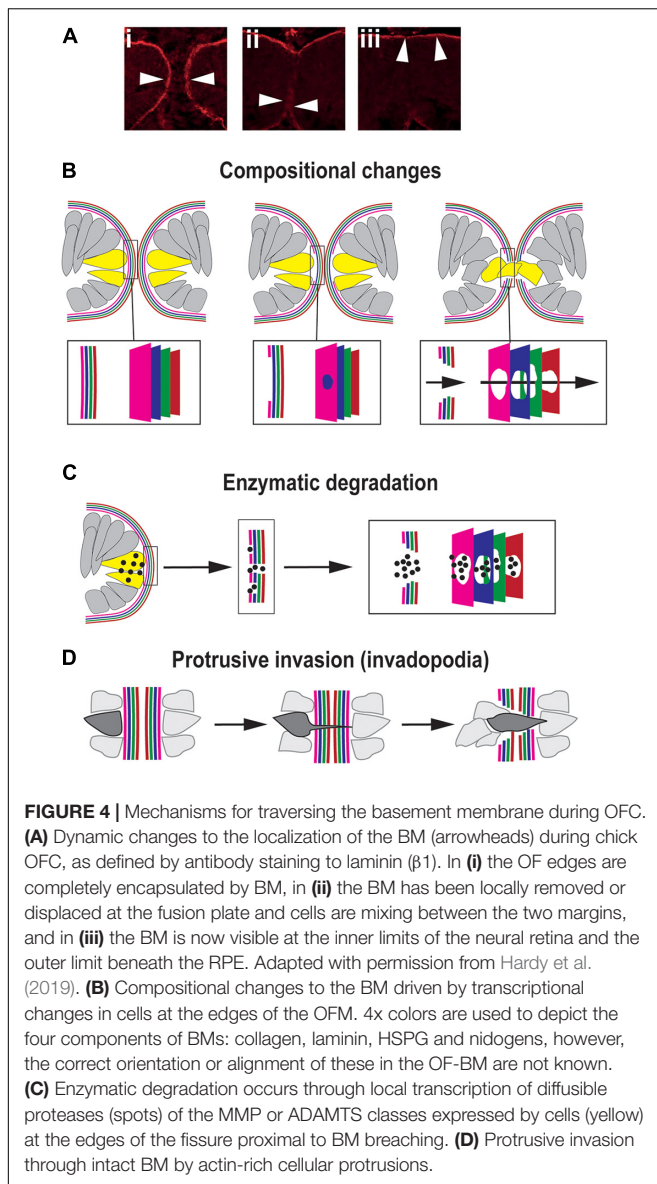 A
i
ii
iii
B
Compositional changes
C
Enzymatic degradation
D
Protrusive invasion (invadopodia)
FIGURE 4 | Mechanisms for traversing the basement membrane during OFC.
(A) Dynamic changes to the localization of the BM (arrowheads) during chick
OFC, as defined by antibody staining to laminin (β1). In (i) the OF edges are
completely encapsulated by BM, in (ii) the BM has been locally removed or
displaced at the fusion plate and cells are mixing between the two margins,
and in (iii) the BM is now visible at the inner limits of the neural retina and the
outer limit beneath the RPE. Adapted with permission from Hardy et al.
(2019). (B) Compositional changes to the BM driven by transcriptional
changes in cells at the edges of the OFM. 4x colors are used to depict the
four components of BMs: collagen, laminin, HSPG and nidogens, however,
the correct orientation or alignment of these in the OF-BM are not known.
(C) Enzymatic degradation occurs through local transcription of diffusible
proteases (spots) of the MMP or ADAMTS classes expressed by cells (yellow)
at the edges of the fissure proximal to BM breaching. (D) Protrusive invasion
through intact BM by actin-rich cellular protrusions.